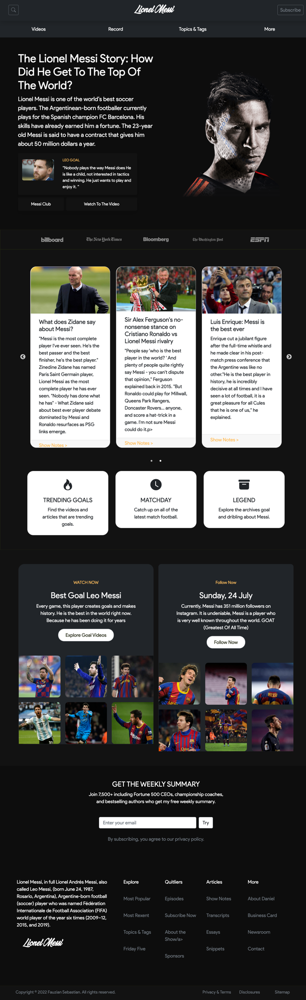 Lionel Messi
Subscribe
Videos
Record
Topics & Tags
More
The Lionel Messi Story: How
Did He Get To The Top Of
The World?
Lionel Messi is one of the world's best soccer
players. The Argentinean-born footballer currently
plays for the Spanish champion FC Barcelona. His
skills have already earned him a fortune. The 23-year
old Messi is said to have a contract that gives him
about 50 million dollars a year.
LEO GOAL
"Nobody plays the way Messi does He
is like a child, not interested in tactics
and winning. He just wants to play and
enjoy it. "
Messi Club
Watch To The Video
billboard
The New York Times
Bloomberg
The Washington Post
ESPN
What does Zidane say
about Messi?
"Messi is the most complete
player I've ever seen. He's the
best passer and the best
finisher, he's the best player."
Zinedine Zidane has named
Paris Saint Germain player,
Lionel Messi as the most
complete player he has ever
seen. "Nobody has done what
he has" - What Zidane said
about best ever player debate
dominated by Messi and
Ronaldo resurfaces as PSG
links emerge.
Show Notes >
Sir Alex Ferguson's no-
nonsense stance on
Cristiano Ronaldo vs
Lionel Messi rivalry
"People say 'who is the best
player in the world? ' And
plenty of people quite rightly
say Messi - you can't dispute
that opinion," Ferguson
explained back in 2015. "But
Ronaldo could play for Millwall,
Queens Park Rangers,
Doncaster Rovers... anyone,
and score a hat-trick in a
game. I'm not sure Messi
could do it.p>
Show Notes >
Luis Enrique: Messi is
the best ever
Enrique cut a jubilant figure
after the full-time whistle and
he made clear in his post-
match press conference that
the Argentine was like no
other."He is the best player in
history, he is incredibly
decisive at all times and I have
seen a lot of football, it is a
great pleasure for all Cules
that he is one of us," he
explained.
Show Notes >
TRENDING GOALS
Find the videos and
articles that are trending
goals.
MATCHDAY
Catch up on all of the
latest match football.
LEGEND
Explore the archives goal
and dribling about Messi.
WATCH NOW
Best Goal Leo Messi
Every game, this player creates goals and makes
history. He is the best in the world right now.
Because he has been doing it for years
Explore Goal Videos
Follow Now
Sunday, 24 July
Currently, Messi has 351 million followers on
Instagram. It is undeniable, Messi is a player who
is very well known throughout the world. GOAT
(Greatest Of All Time)
Follow Now
MESSI
10
10
10
GET THE WEEKLY SUMMARY
Join 7,500+ including Fortune 500 CEOs, championship coaches,
and bestselling authors who get my free weekly summary.
Enter your email
Try
By subscribing, you agree to our privacy policy.
Lionel Messi, in full Lionel Andrés Messi, also
called Leo Messi, (born June 24, 1987,
Rosario, Argentina), Argentine-born football
(soccer) player who was named Fédération
Internationale de Football Association (FIFA)
world player of the year six times (2009–12,
2015, and 2019).
Lionel Messi
Explore
Most Popular
Most Rexent
Topics & Tags
Friday Five
Quitliers
Episodes
Subscribe Now
About the
Show/a>
Sponsors
Articles
Show Notes
Transcripts
Essays
Snippets
More
About Daniel
Business Card
Newsroom
Contact
Copyright © 2022 Fauzian Sebastian. All rights reserved.
Privacy & Terms
Disclosures
Sitemap